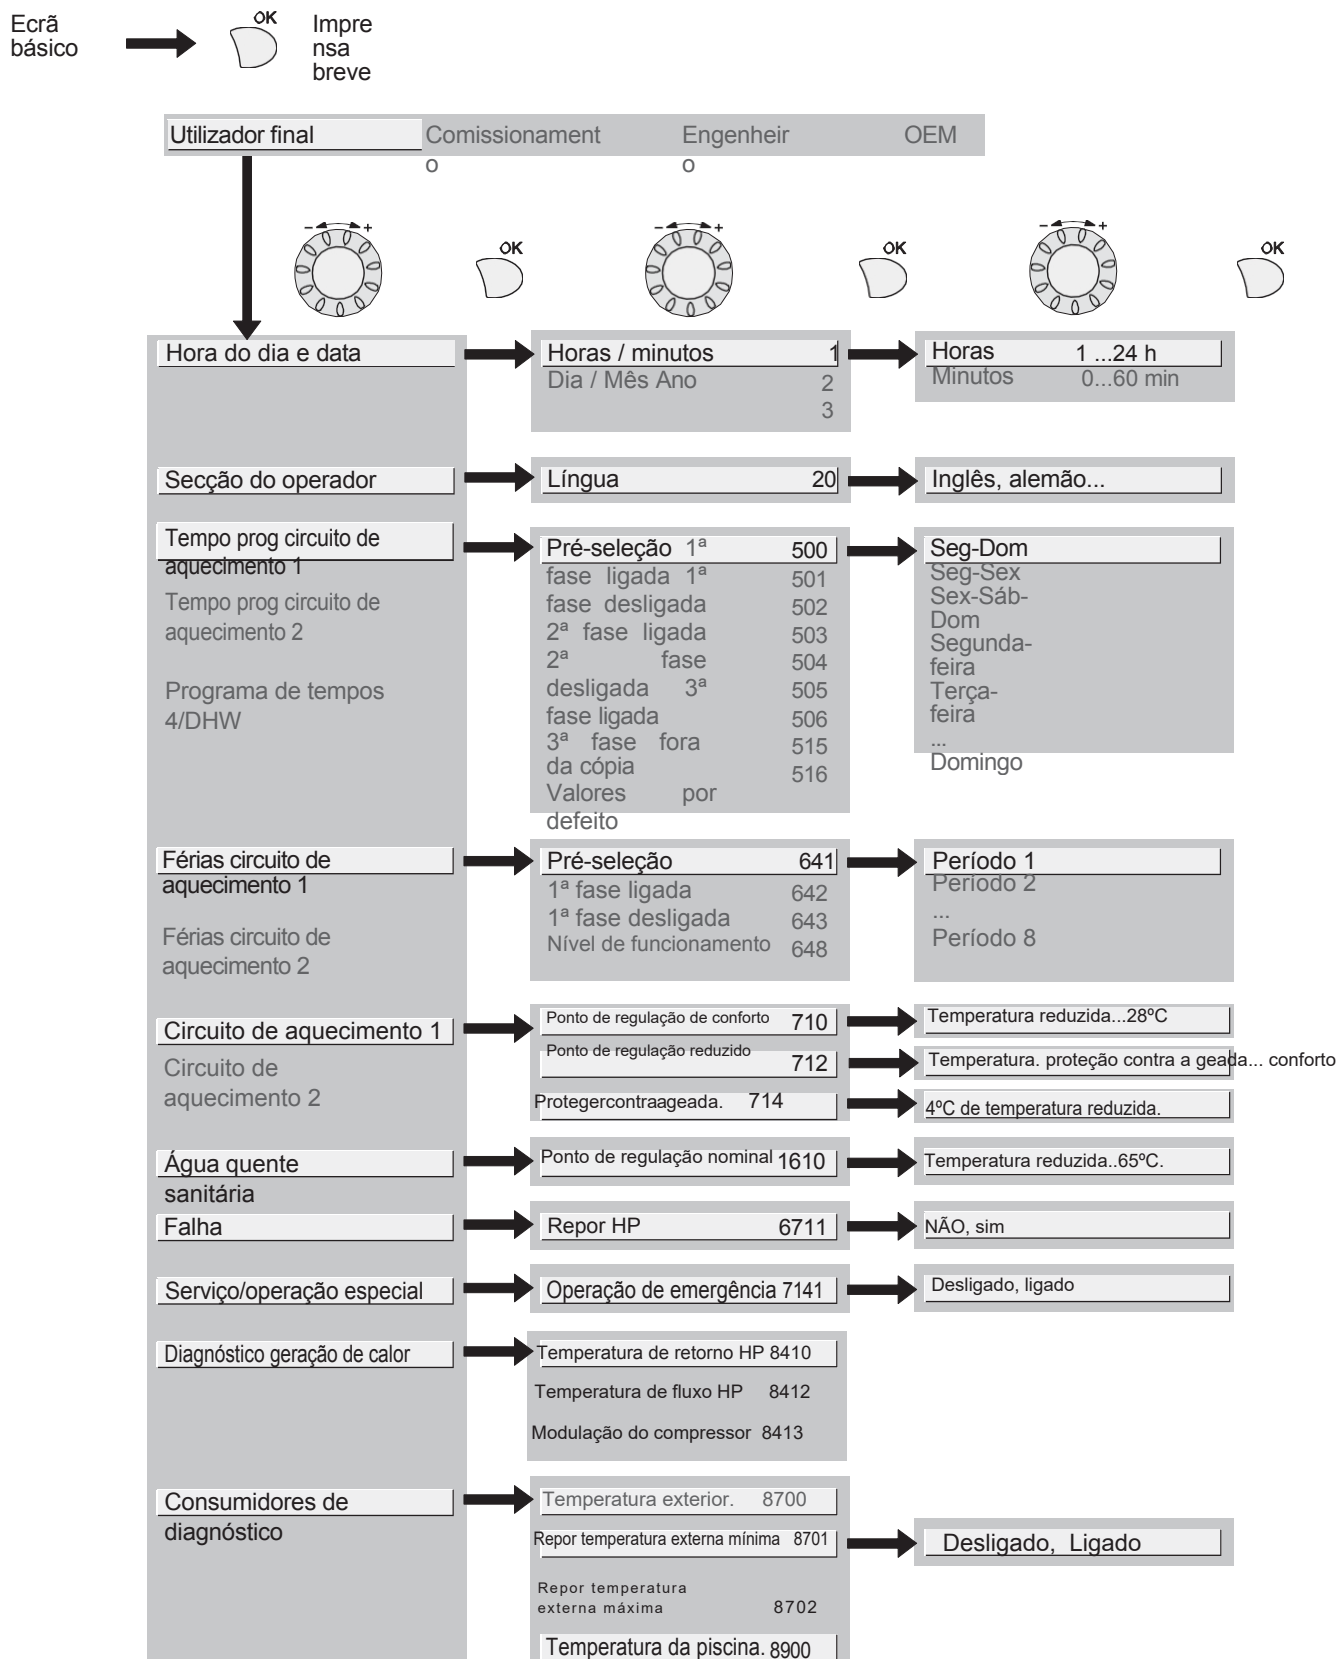 Ecrã
básico
OK
Impre
nsa
breve
Utilizador final
Comissionament
o
Engenheir
o
OEM
- +
OK
- +
OK
- +
OK
Hora do dia e data
Horas / minutos 1
Dia / Mês Ano 2
3
Horas 1 ...24 h
Minutos 0...60 min
Secção do operador
Língua 20
Inglês, alemão...
Tempo prog circuito de
aquecimento 1
Tempo prog circuito de
aquecimento 2
Programa de tempos
4/DHW
Pré-seleção 1ª 500
fase ligada 1ª 501
fase desligada 502
2ª fase ligada 503
2ª fase 504
desligada 3ª 505
fase ligada 506
3ª fase fora 515
da cópia 516
Valores por
defeito
Seg-Dom
Seg-Sex
Sex-Sáb-
Dom
Segunda-
feira
Terça-
feira
...
Domingo
Férias circuito de
aquecimento 1
Férias circuito de
aquecimento 2
Pré-seleção 641
1ª fase ligada 642
1ª fase desligada 643
Nível de funcionamento 648
Período 1
Período 2
...
Período 8
Circuito de aquecimento 1
Circuito de
aquecimento 2
Ponto de regulação de conforto 710
Temperatura reduzida...28ºC
Ponto de regulação reduzido 712
Temperatura. proteção contra a geada... conforto
Protegercontraageada. 714
4ºC de temperatura reduzida.
Água quente
sanitária
Ponto de regulação nominal 1610
Temperatura reduzida..65ºC.
Falha
Repor HP 6711
NÃO, sim
Serviço/operação especial
Operação de emergência 7141
Desligado, ligado
Diagnóstico geração de calor
Temperatura de retorno HP 8410
Temperatura de fluxo HP 8412
Modulação do compressor 8413
Consumidores de
diagnóstico
Temperatura exterior. 8700
Repor temperatura externa mínima 8701
Desligado, Ligado
Repor temperatura
externa máxima 8702
Temperatura da piscina. 8900